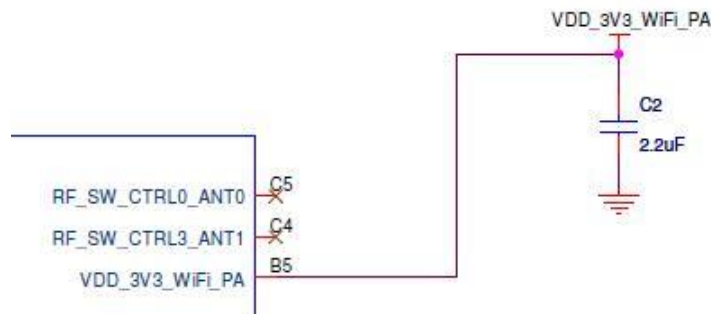 VDD_3V3_WiFi_PA
C2
2.2uF
C5
RF_SW_CTRL0_ANT0
C4
RF_SW_CTRL3_ANT1
B5
VDD_3V3_WiFi_PA